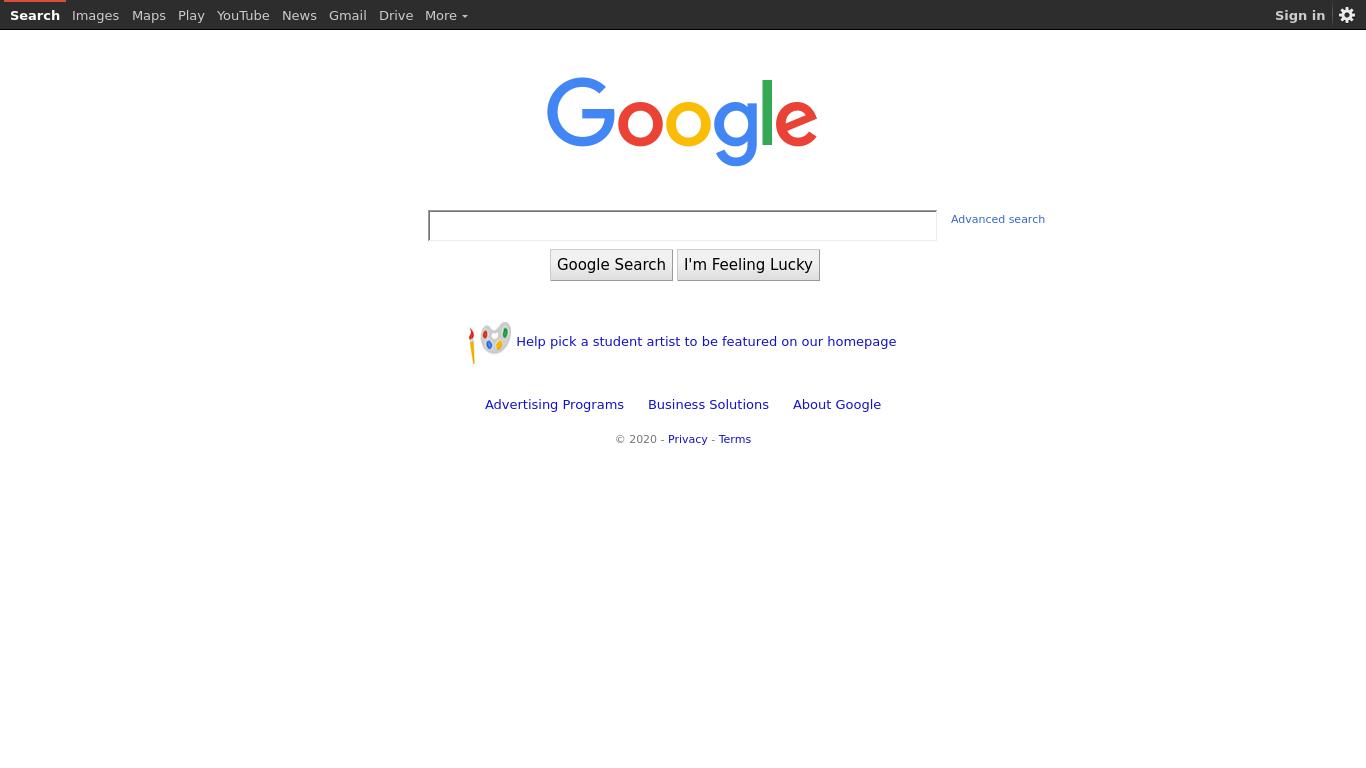 Search Images Maps Play YouTube News Gmail Drive More Sign in
Google
Advanced search
Google Search I'm Feeling Lucky
Help pick a student artist to be featured on our homepage
Advertising Programs Business Solutions About Google
© 2020 - Privacy - Terms